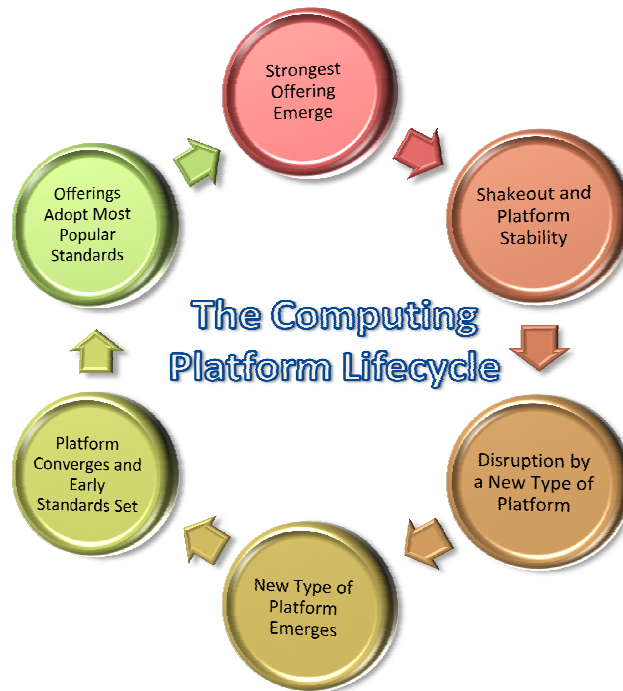 Strongest
Offering
Emerge
Shakeout and
Platform
Stability
Disruption by
a New Type of
Platform
New Type of
Platform
Emerges
Platform
Converges and
Early
Standards Set
Offerings
Adopt Most
Popular
Standards
The Computing
Platform Lifecycle